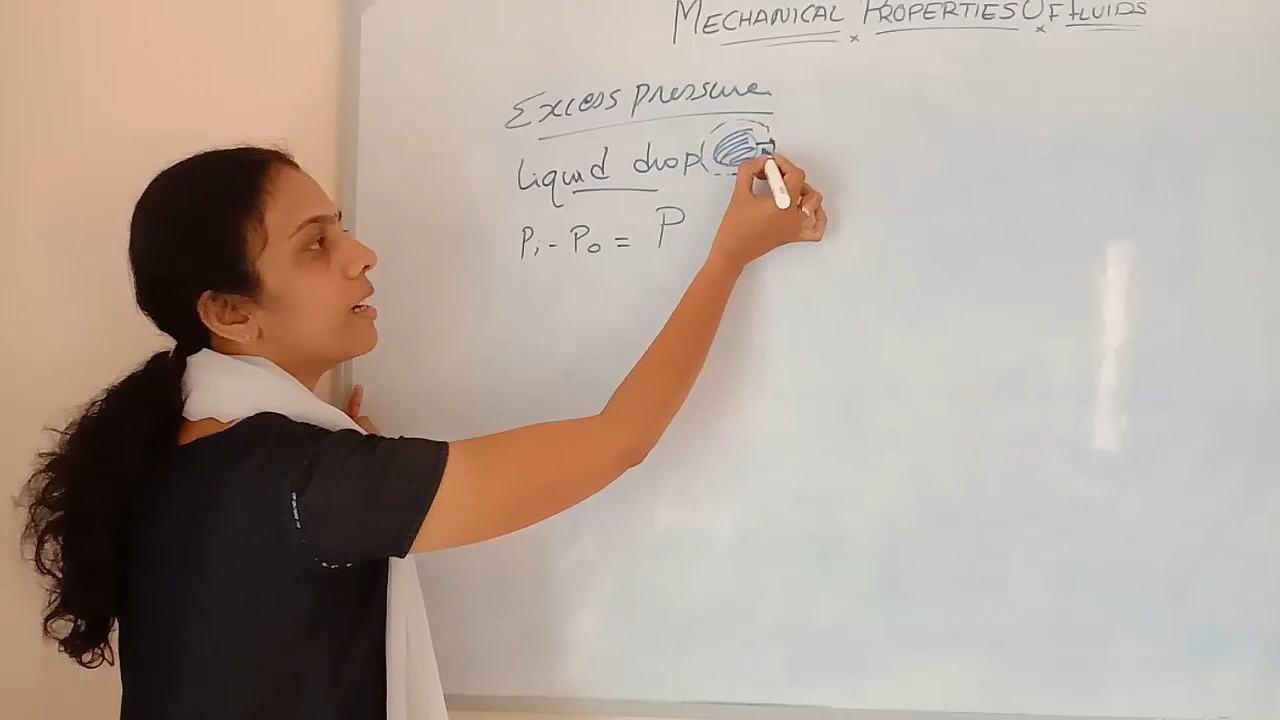 MECHANICAL PROPERTIES OF FLUIDS
Excess pressure
Liquid drop
Pi - Po = P